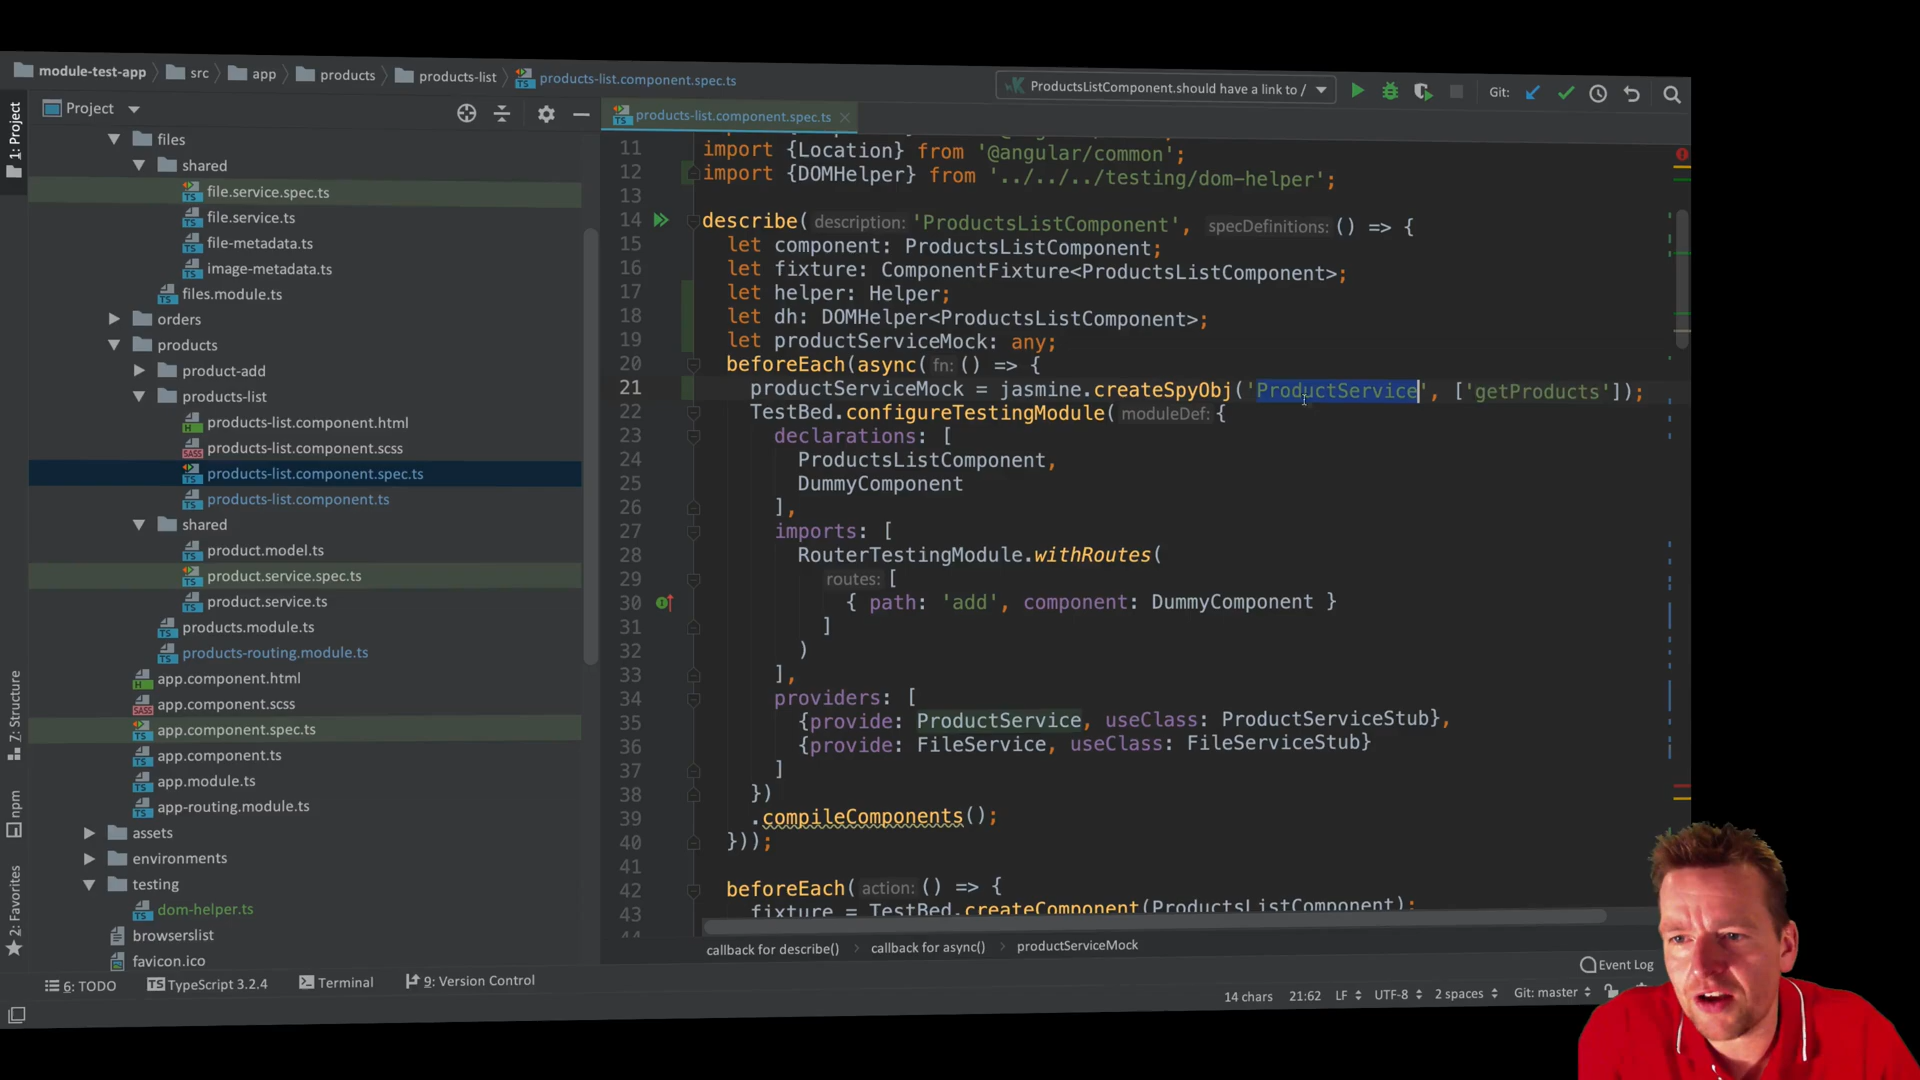 module-test-app src app products products-list products-list.component.spec.ts
ProductsListComponent.should have a link to /
Git:
Project
products-list.component.spec.ts
1: Project
Z: Structure
npm
2: Favorites
files
shared
file.service.spec.ts
file.service.ts
file-metadata.ts
image-metadata.ts
files.module.ts
orders
products
product-add
products-list
products-list.component.html
products-list.component.scss
products-list.component.spec.ts
products-list.component.ts
shared
product.model.ts
product.service.spec.ts
product.service.ts
products.module.ts
products-routing.module.ts
app.component.html
app.component.scss
app.component.spec.ts
app.component.ts
app.module.ts
app-routing.module.ts
assets
environments
testing
dom-helper.ts
browserslist
favicon.ico
11 import {Location} from '@angular/common';
12 import {DOMHelper} from '../../../testing/dom-helper';
13
14 describe( description: 'ProductsListComponent', specDefinitions: () => {
15 let component: ProductsListComponent;
16 let fixture: ComponentFixture<ProductsListComponent>;
17 let helper: Helper;
18 let dh: DOMHelper<ProductsListComponent>;
19 let productServiceMock: any;
20 beforeEach(async( fn: () => {
21 productServiceMock = jasmine.createSpyObj('ProductService', ['getProducts']);
22 TestBed.configureTestingModule( moduleDef: {
23 declarations: [
24 ProductsListComponent,
25 DummyComponent
26 ],
27 imports: [
28 RouterTestingModule.withRoutes(
29 routes: [
30 { path: 'add', component: DummyComponent }
31 ]
32 )
33 ],
34 providers: [
35 {provide: ProductService, useClass: ProductServiceStub},
36 {provide: FileService, useClass: FileServiceStub}
37 ]
38 })
39 .compileComponents();
40 }));
41
42 beforeEach( action: () => {
43 fixture = TestBed.createComponent(ProductsListComponent);
44
callback for describe() callback for async() productServiceMock
6: TODO TypeScript 3.2.4 Terminal 9: Version Control
Event Log
14 chars 21:62 LF UTF-8 2 spaces Git: master